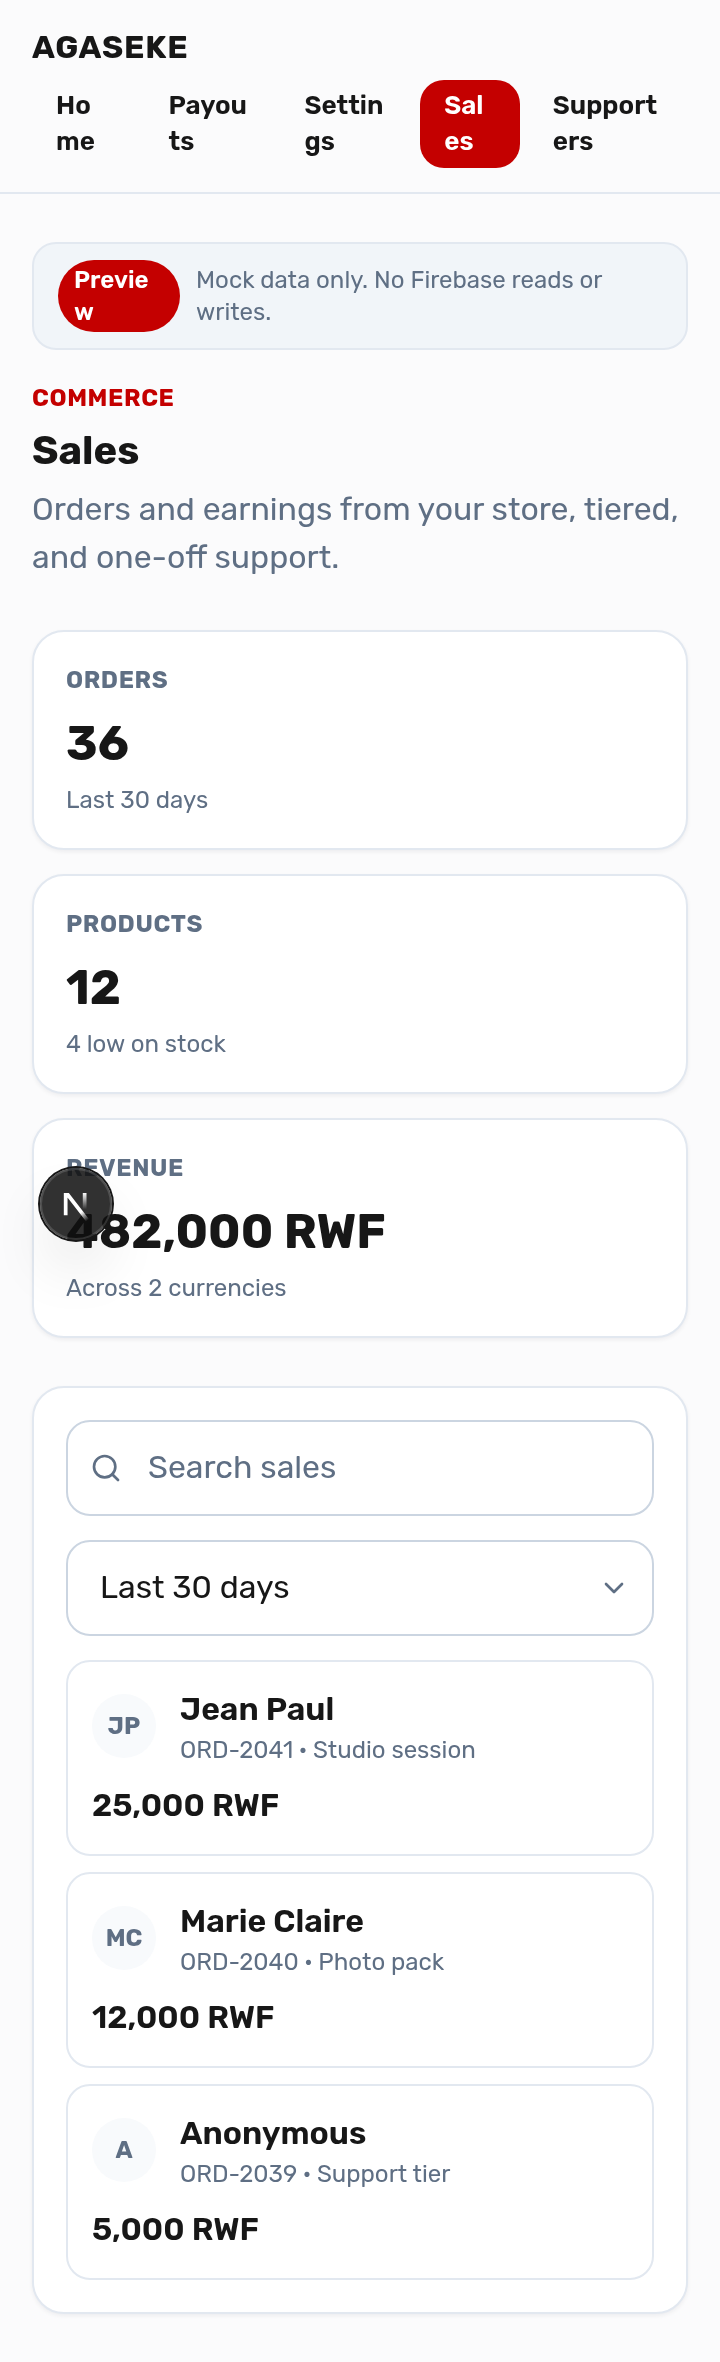 AGASEKE
Ho
me
Payou
ts
Settin
gs
Sal
es
Support
ers
Previe
w
Mock data only. No Firebase reads or
writes.
COMMERCE
Sales
Orders and earnings from your store, tiered,
and one-off support.
ORDERS
36
Last 30 days
PRODUCTS
12
4 low on stock
REVENUE
N
482,000 RWF
Across 2 currencies
Search sales
Last 30 days
JP
Jean Paul
ORD-2041 • Studio session
25,000 RWF
MC
Marie Claire
ORD-2040 • Photo pack
12,000 RWF
A
Anonymous
ORD-2039 • Support tier
5,000 RWF